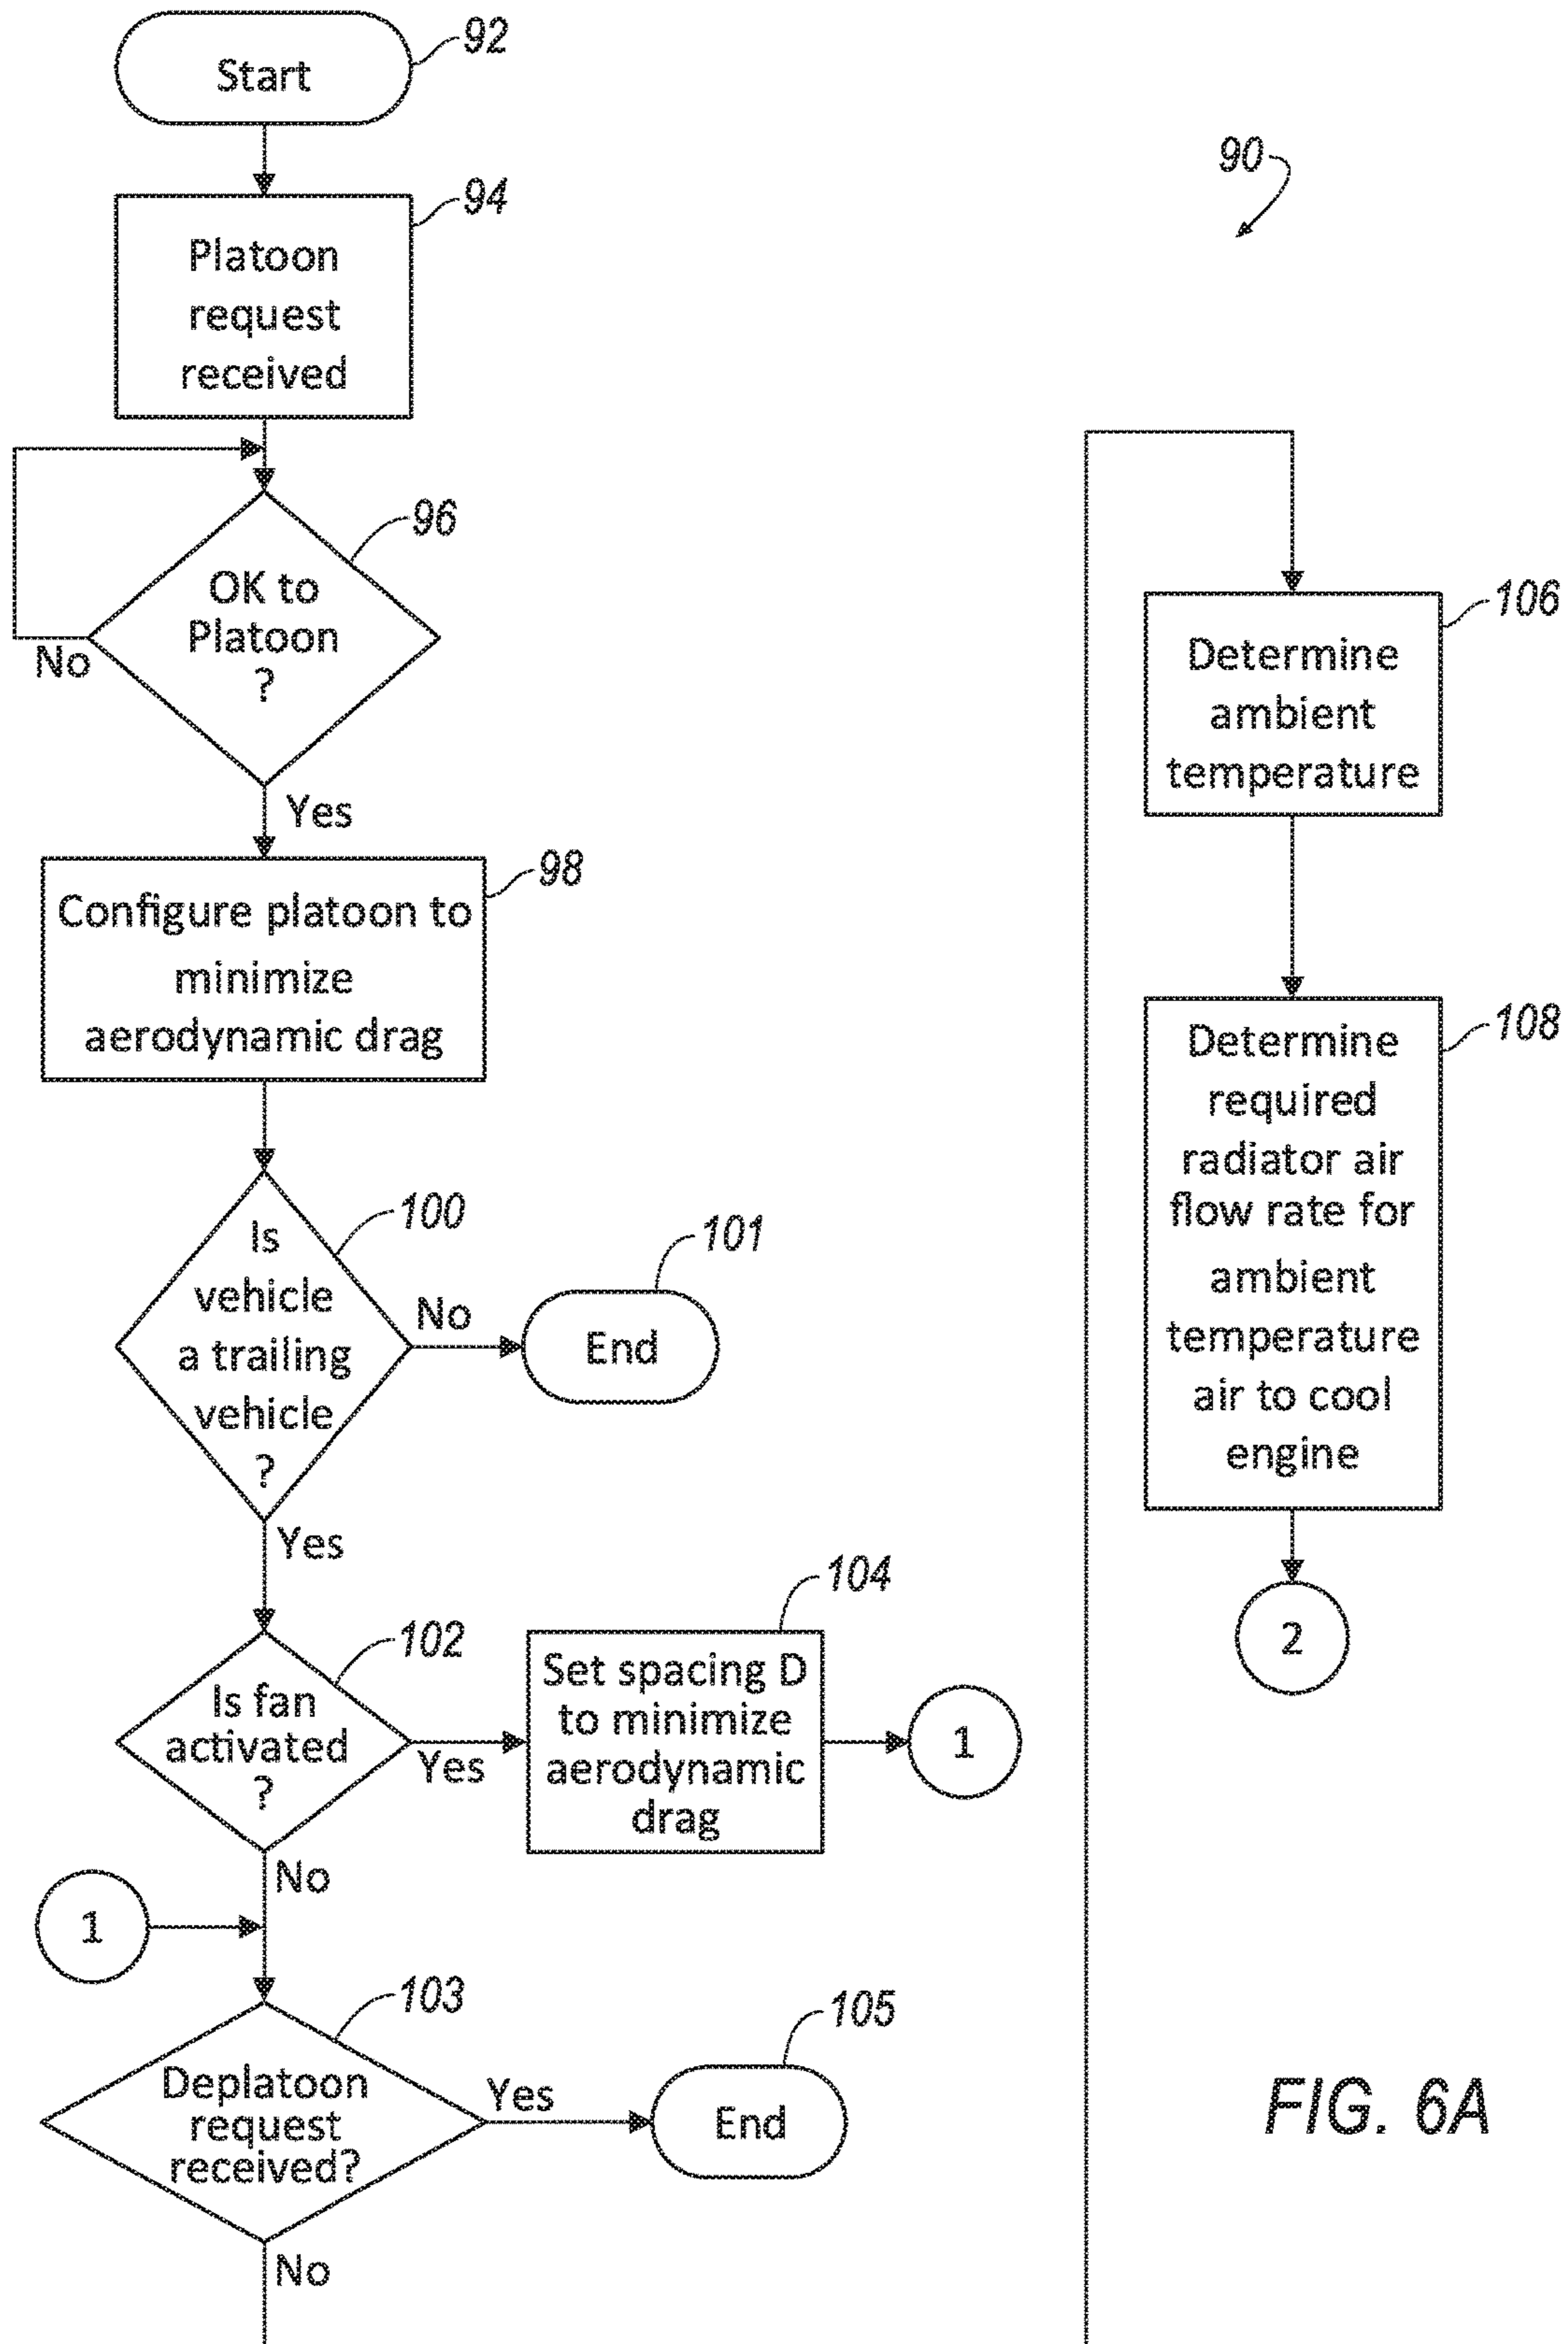 Start
92
90
Platoon
request
received
94
OK to
Platoon
?
96
No
Yes
Configure platoon to
minimize
aerodynamic drag
98
Is
vehicle
a trailing
vehicle
?
100
No
End
101
Yes
Is fan
activated
?
102
Yes
Set spacing D
to minimize
aerodynamic
drag
104
1
No
1
Deplatoon
request
received?
103
Yes
End
105
No
Determine
ambient
temperature
106
Determine
required
radiator air
flow rate for
ambient
temperature
air to cool
engine
108
2
FIG. 6A